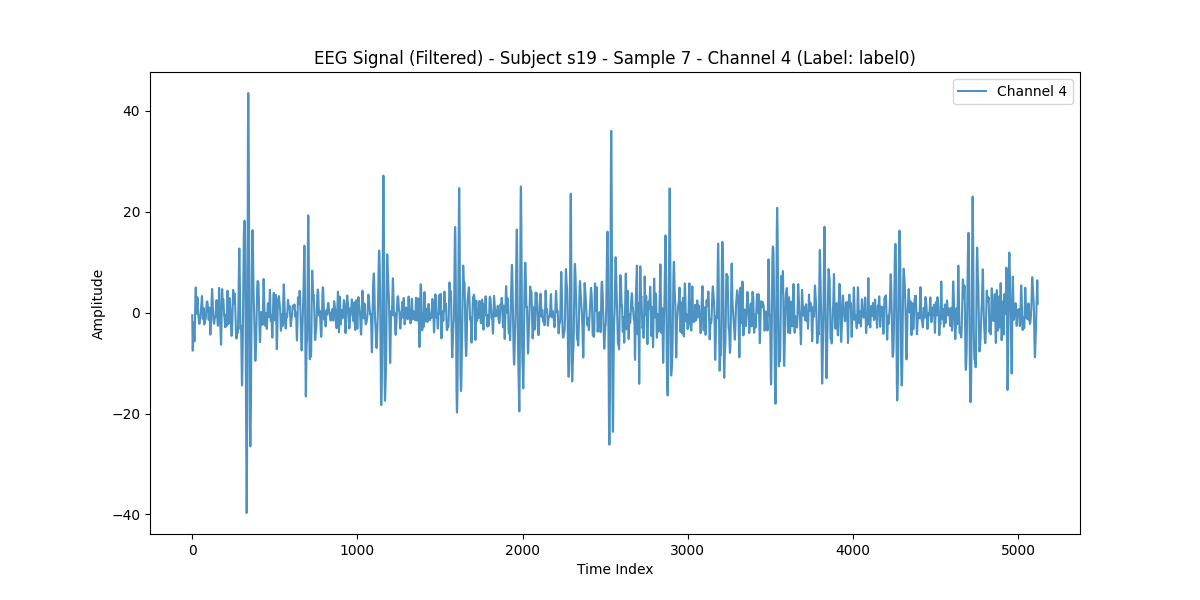 EEG Signal (Filtered) - Subject s19 - Sample 7 - Channel 4 (Label: label0)
Channel 4
40
20
0
−20
−40
Amplitude
0 1000 2000 3000 4000 5000
Time Index